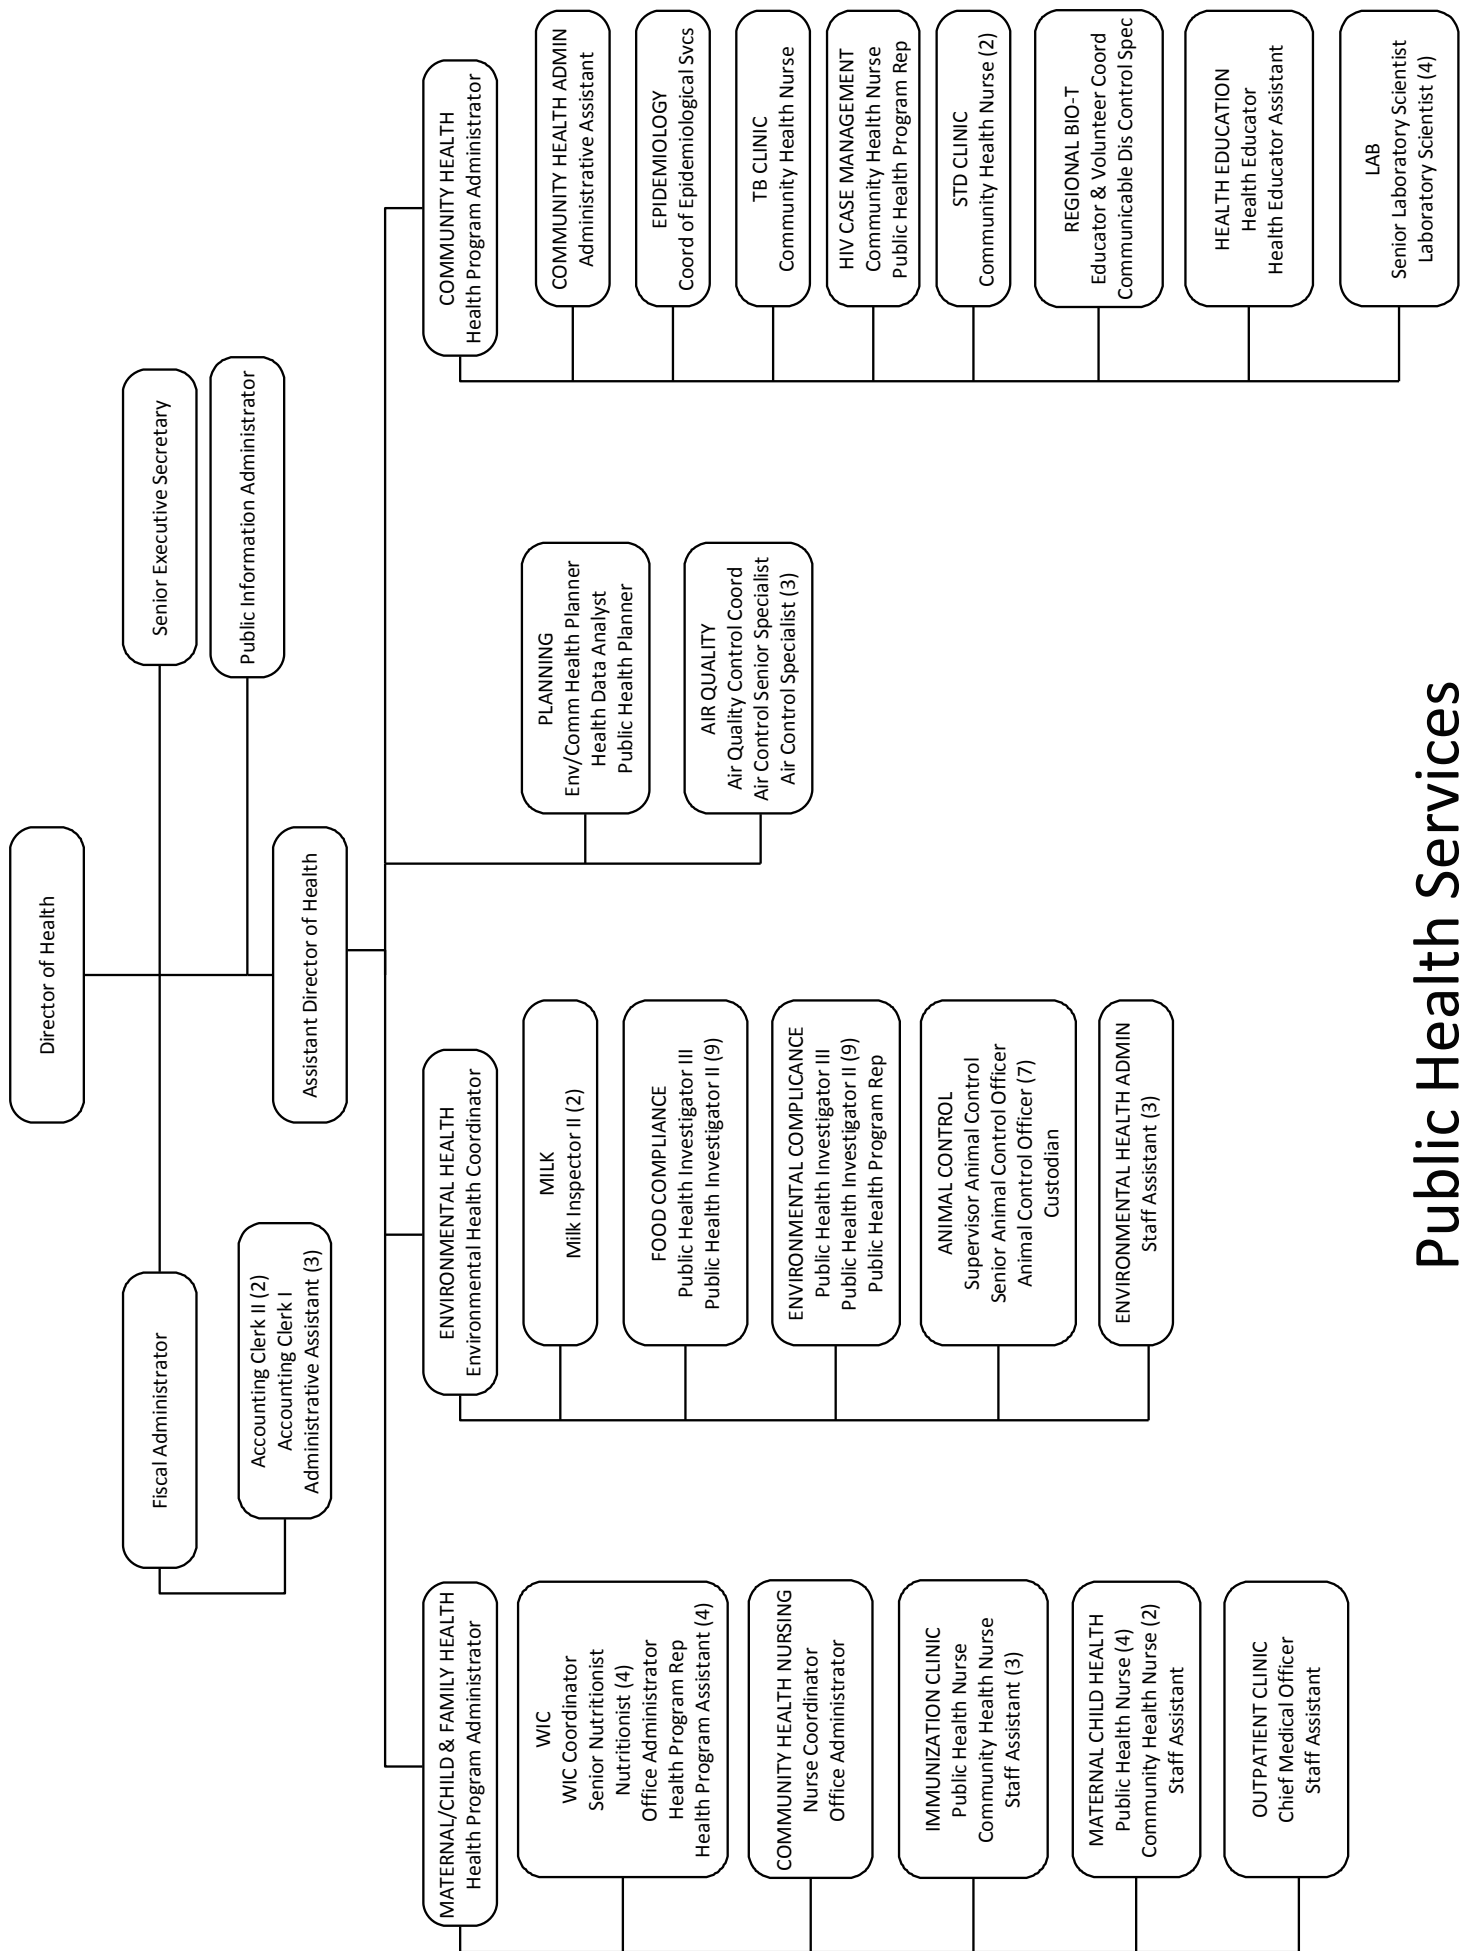 Director of Health
Fiscal Administrator
Senior Executive Secretary
Accounting Clerk II (2)
Accounting Clerk I
Administrative Assistant (3)
Public Information Administrator
Assistant Director of Health
MATERNAL/CHILD & FAMILY HEALTH
Health Program Administrator
WIC
WIC Coordinator
Senior Nutritionist
Nutritionist (4)
Office Administrator
Health Program Rep
Health Program Assistant (4)
COMMUNITY HEALTH NURSING
Nurse Coordinator
Office Administrator
IMMUNIZATION CLINIC
Public Health Nurse
Community Health Nurse
Staff Assistant (3)
MATERNAL CHILD HEALTH
Public Health Nurse (4)
Community Health Nurse (2)
Staff Assistant
OUTPATIENT CLINIC
Chief Medical Officer
Staff Assistant
ENVIRONMENTAL HEALTH
Environmental Health Coordinator
MILK
Milk Inspector II (2)
FOOD COMPLIANCE
Public Health Investigator III
Public Health Investigator II (9)
ENVIRONMENTAL COMPLICANCE
Public Health Investigator III
Public Health Investigator II (9)
Public Health Program Rep
ANIMAL CONTROL
Supervisor Animal Control
Senior Animal Control Officer
Animal Control Officer (7)
Custodian
ENVIRONMENTAL HEALTH ADMIN
Staff Assistant (3)
PLANNING
Env/Comm Health Planner
Health Data Analyst
Public Health Planner
AIR QUALITY
Air Quality Control Coord
Air Control Senior Specialist
Air Control Specialist (3)
COMMUNITY HEALTH
Health Program Administrator
COMMUNITY HEALTH ADMIN
Administrative Assistant
EPIDEMIOLOGY
Coord of Epidemiological Svcs
TB CLINIC
Community Health Nurse
HIV CASE MANAGEMENT
Community Health Nurse
Public Health Program Rep
STD CLINIC
Community Health Nurse (2)
REGIONAL BIO-T
Educator & Volunteer Coord
Communicable Dis Control Spec
HEALTH EDUCATION
Health Educator
Health Educator Assistant
LAB
Senior Laboratory Scientist
Laboratory Scientist (4)
Public Health Services